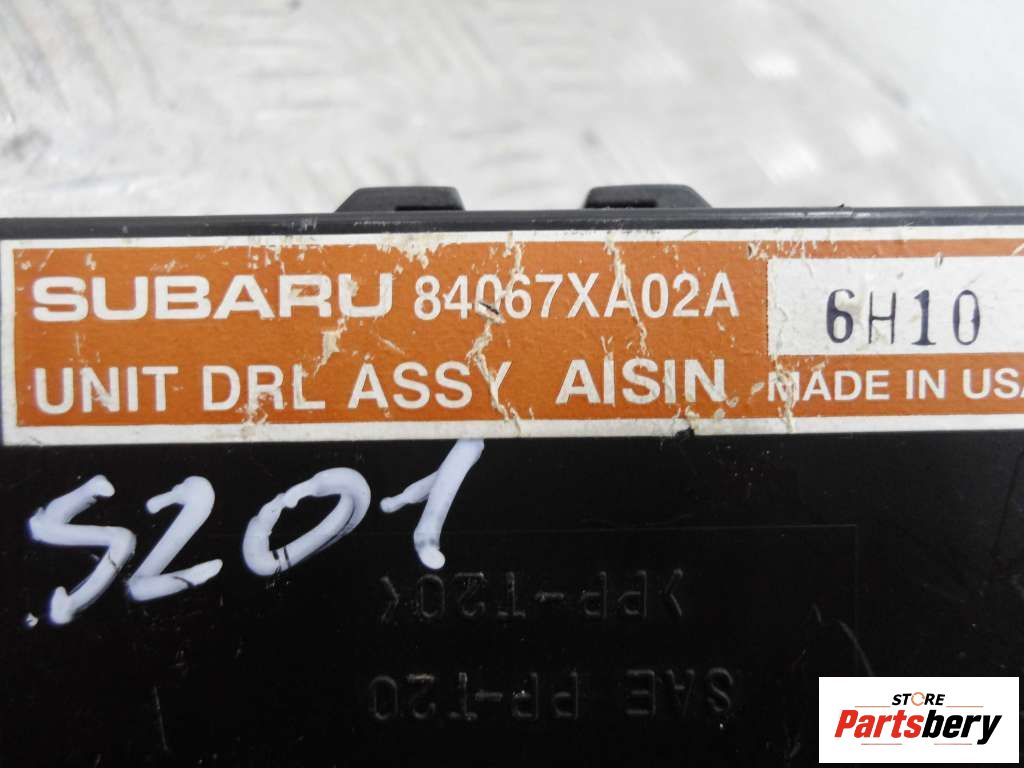 SUBARU 84067XA02A 6H10
UNIT DRL ASSY AISIN MADE IN USA
S201
>PP-T20<
SAE PP-T20
STORE
Partsbery